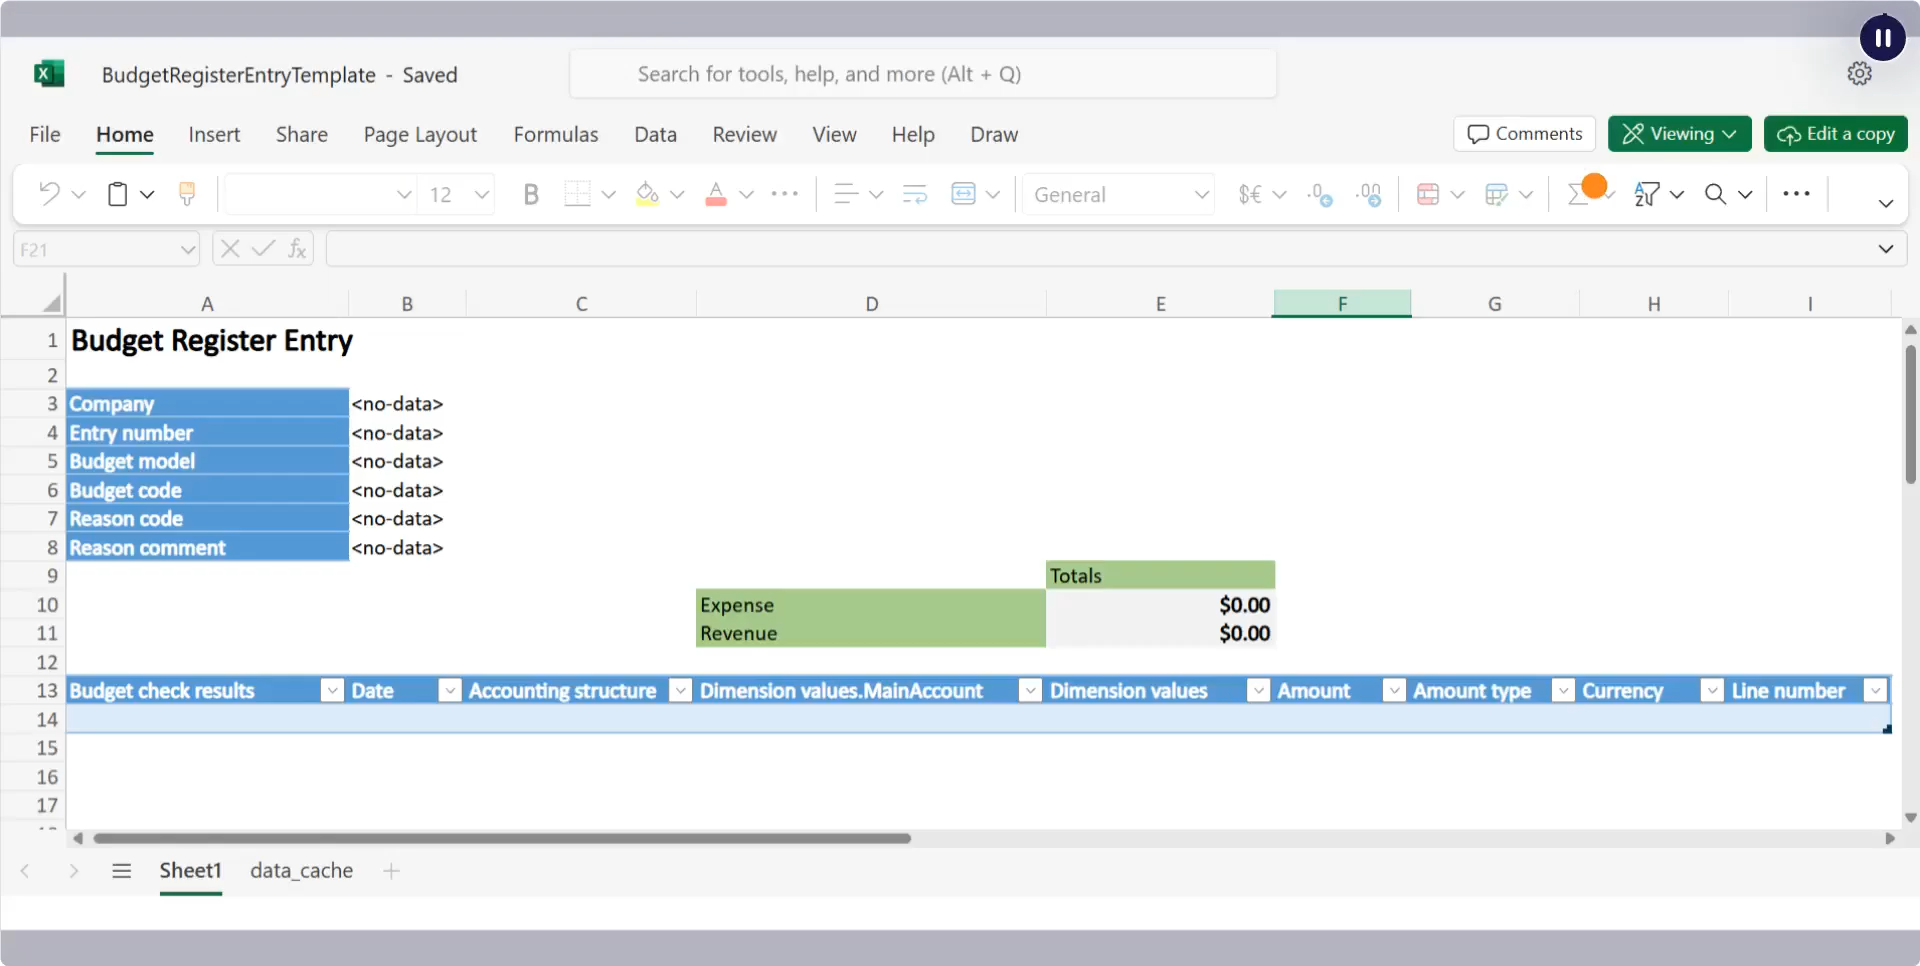 BudgetRegisterEntryTemplate - Saved
Search for tools, help, and more (Alt + Q)
File Home Insert Share Page Layout Formulas Data Review View Help Draw
Comments Viewing Edit a copy
12 B A General $€ .0 .00
F21 fx
A B C D E F G H I
1 Budget Register Entry
2
3 Company <no-data>
4 Entry number <no-data>
5 Budget model <no-data>
6 Budget code <no-data>
7 Reason code <no-data>
8 Reason comment <no-data>
9 Totals
10 Expense $0.00
11 Revenue $0.00
12
13 Budget check results Date Accounting structure Dimension values.MainAccount Dimension values Amount Amount type Currency Line number
14
15
16
17
Sheet1 data_cache